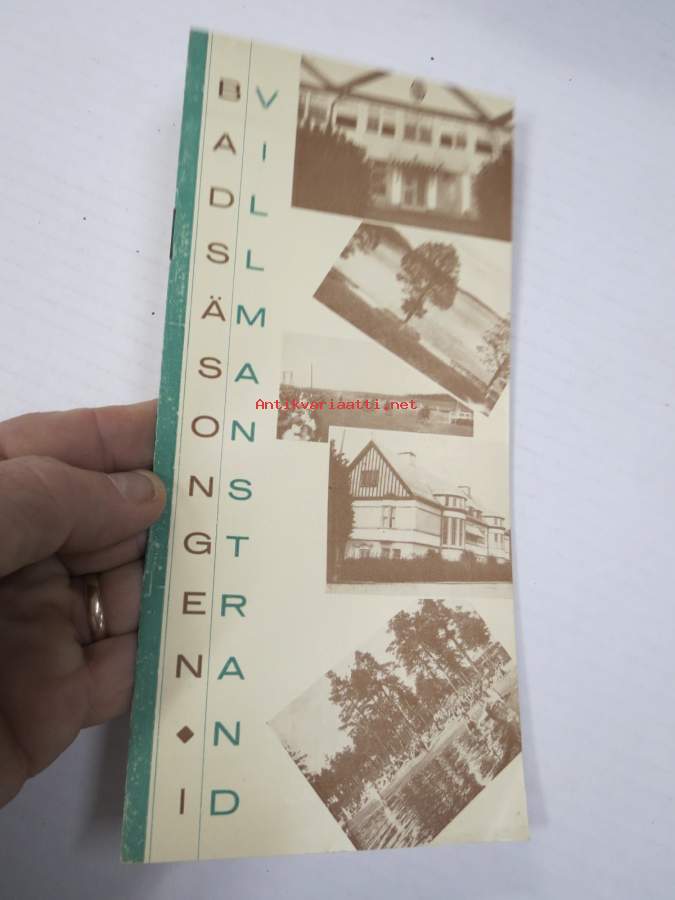 BADSÄSONGEN ◆ I
VILLMANSTRAND
Antikvariaatti.net